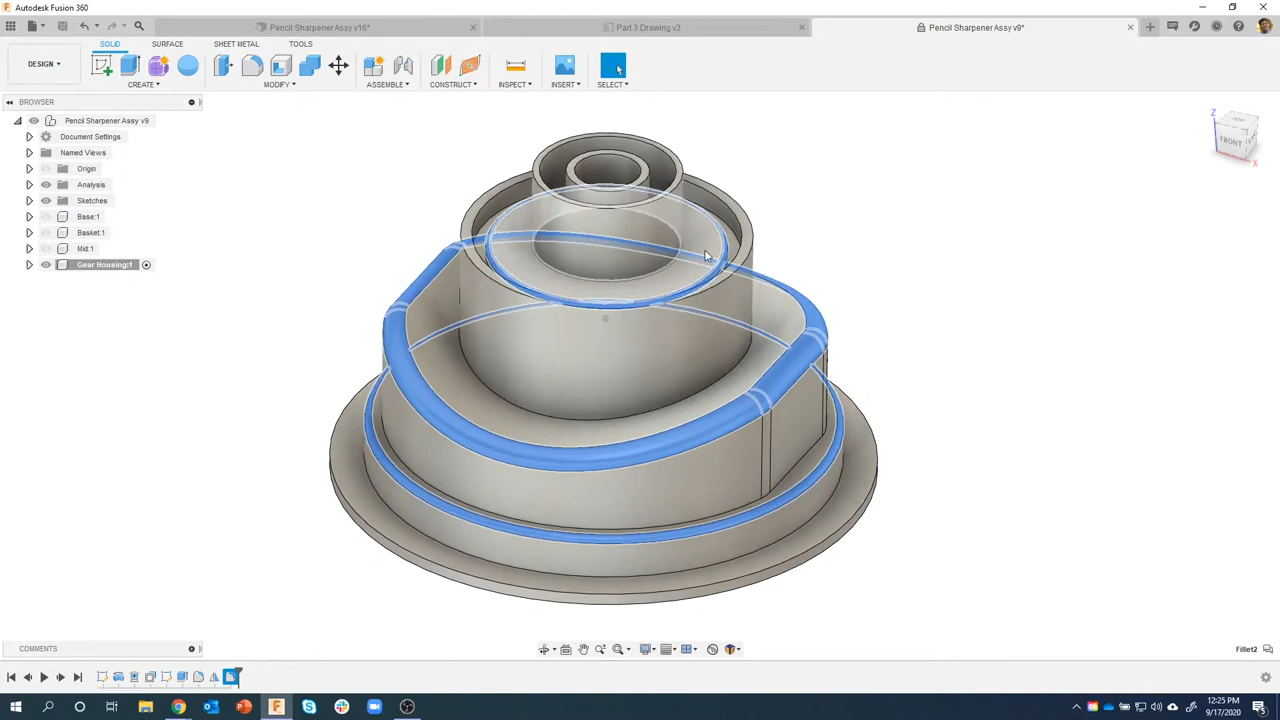 Autodesk Fusion 360
Pencil Sharpener Assy v16*
Part 3 Drawing v3
Pencil Sharpener Assy v9*
SOLID
SURFACE
SHEET METAL
TOOLS
DESIGN
CREATE
MODIFY
ASSEMBLE
CONSTRUCT
INSPECT
INSERT
SELECT
BROWSER
Pencil Sharpener Assy v9
Document Settings
Named Views
Origin
Analysis
Sketches
Base:1
Basket:1
Mid:1
Gear Housing:1
Z
TOP
FRONT
X
COMMENTS
Fillet2
12:25 PM
9/17/2020